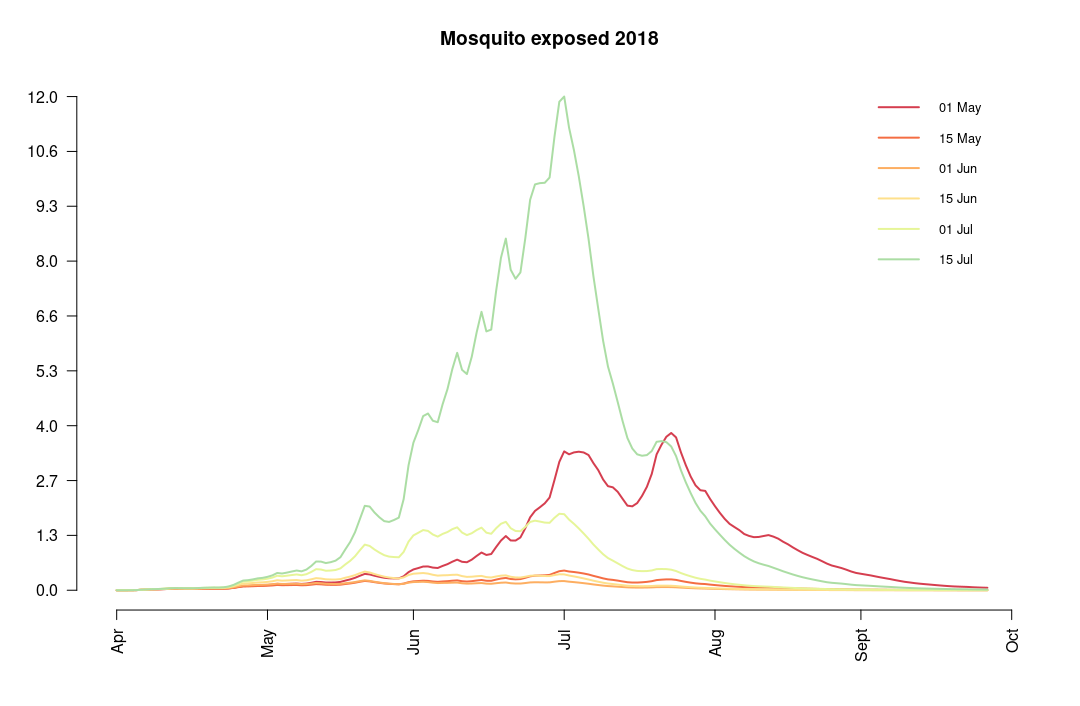 Mosquito exposed 2018
12.0
10.6
9.3
8.0
6.6
5.3
4.0
2.7
1.3
0.0
01 May
15 May
01 Jun
15 Jun
01 Jul
15 Jul
Apr
May
Jun
Jul
Aug
Sept
Oct